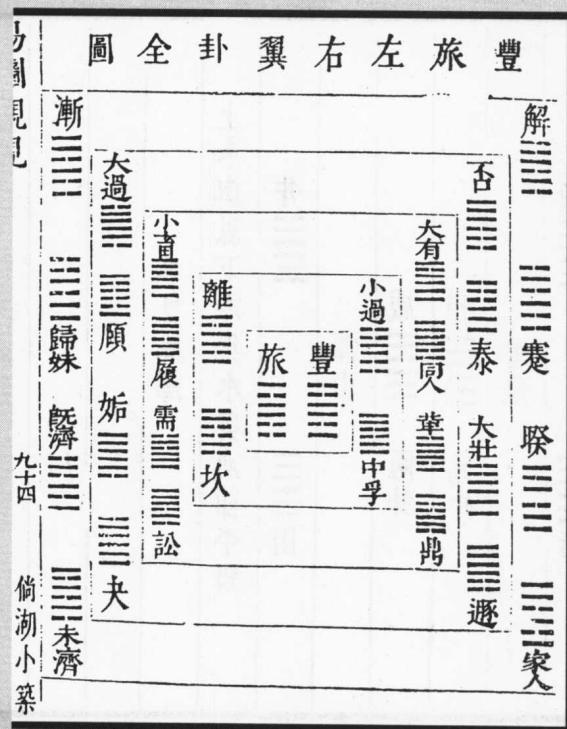 豐旅左右翼卦全圖
解
蹇
睽
家人
否
泰
大壯
遯
大有
同人
革
鼎
小過
中孚
豐
旅
離
坎
小畜
履
需
訟
大過
頤
姤
夬
漸
歸妹
旣濟
未濟
易圖親見
九十四
倘湖小築